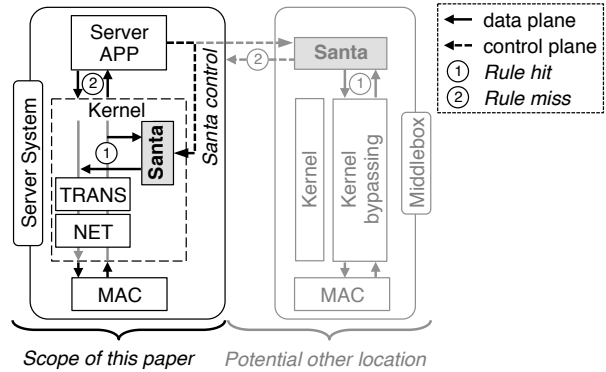 Server
APP
2
Kernel
1
Santa
TRANS
NET
MAC
Server System
Santa control
2
Santa
1
Kernel
Kernel
bypassing
MAC
Middlebox
data plane
control plane
1 Rule hit
2 Rule miss
Scope of this paper
Potential other location